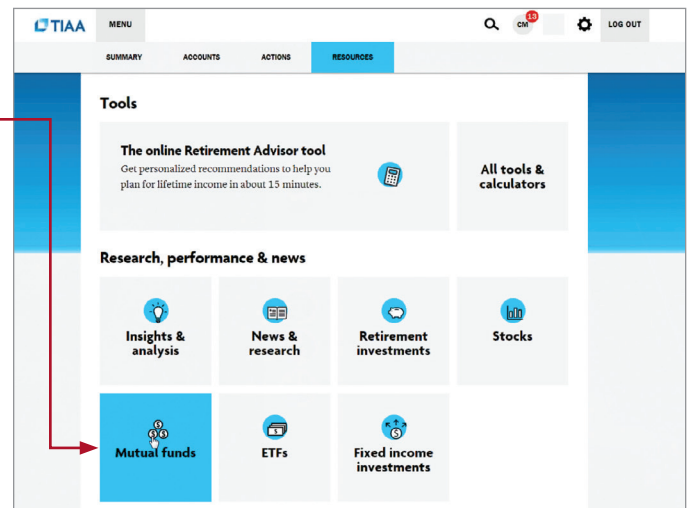 TIAA
MENU
CM
13
LOG OUT
SUMMARY
ACCOUNTS
ACTIONS
RESOURCES
Tools
The online Retirement Advisor tool
Get personalized recommendations to help you
plan for lifetime income in about 15 minutes.
All tools &
calculators
Research, performance & news
Insights &
analysis
News &
research
Retirement
investments
Stocks
Mutual funds
ETFs
Fixed income
investments